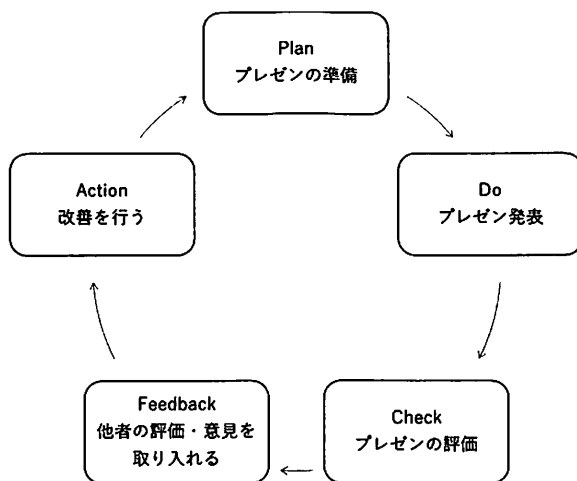 Plan
プレゼンの準備
Do
プレゼン発表
Check
プレゼンの評価
Feedback
他者の評価・意見を
取り入れる
Action
改善を行う